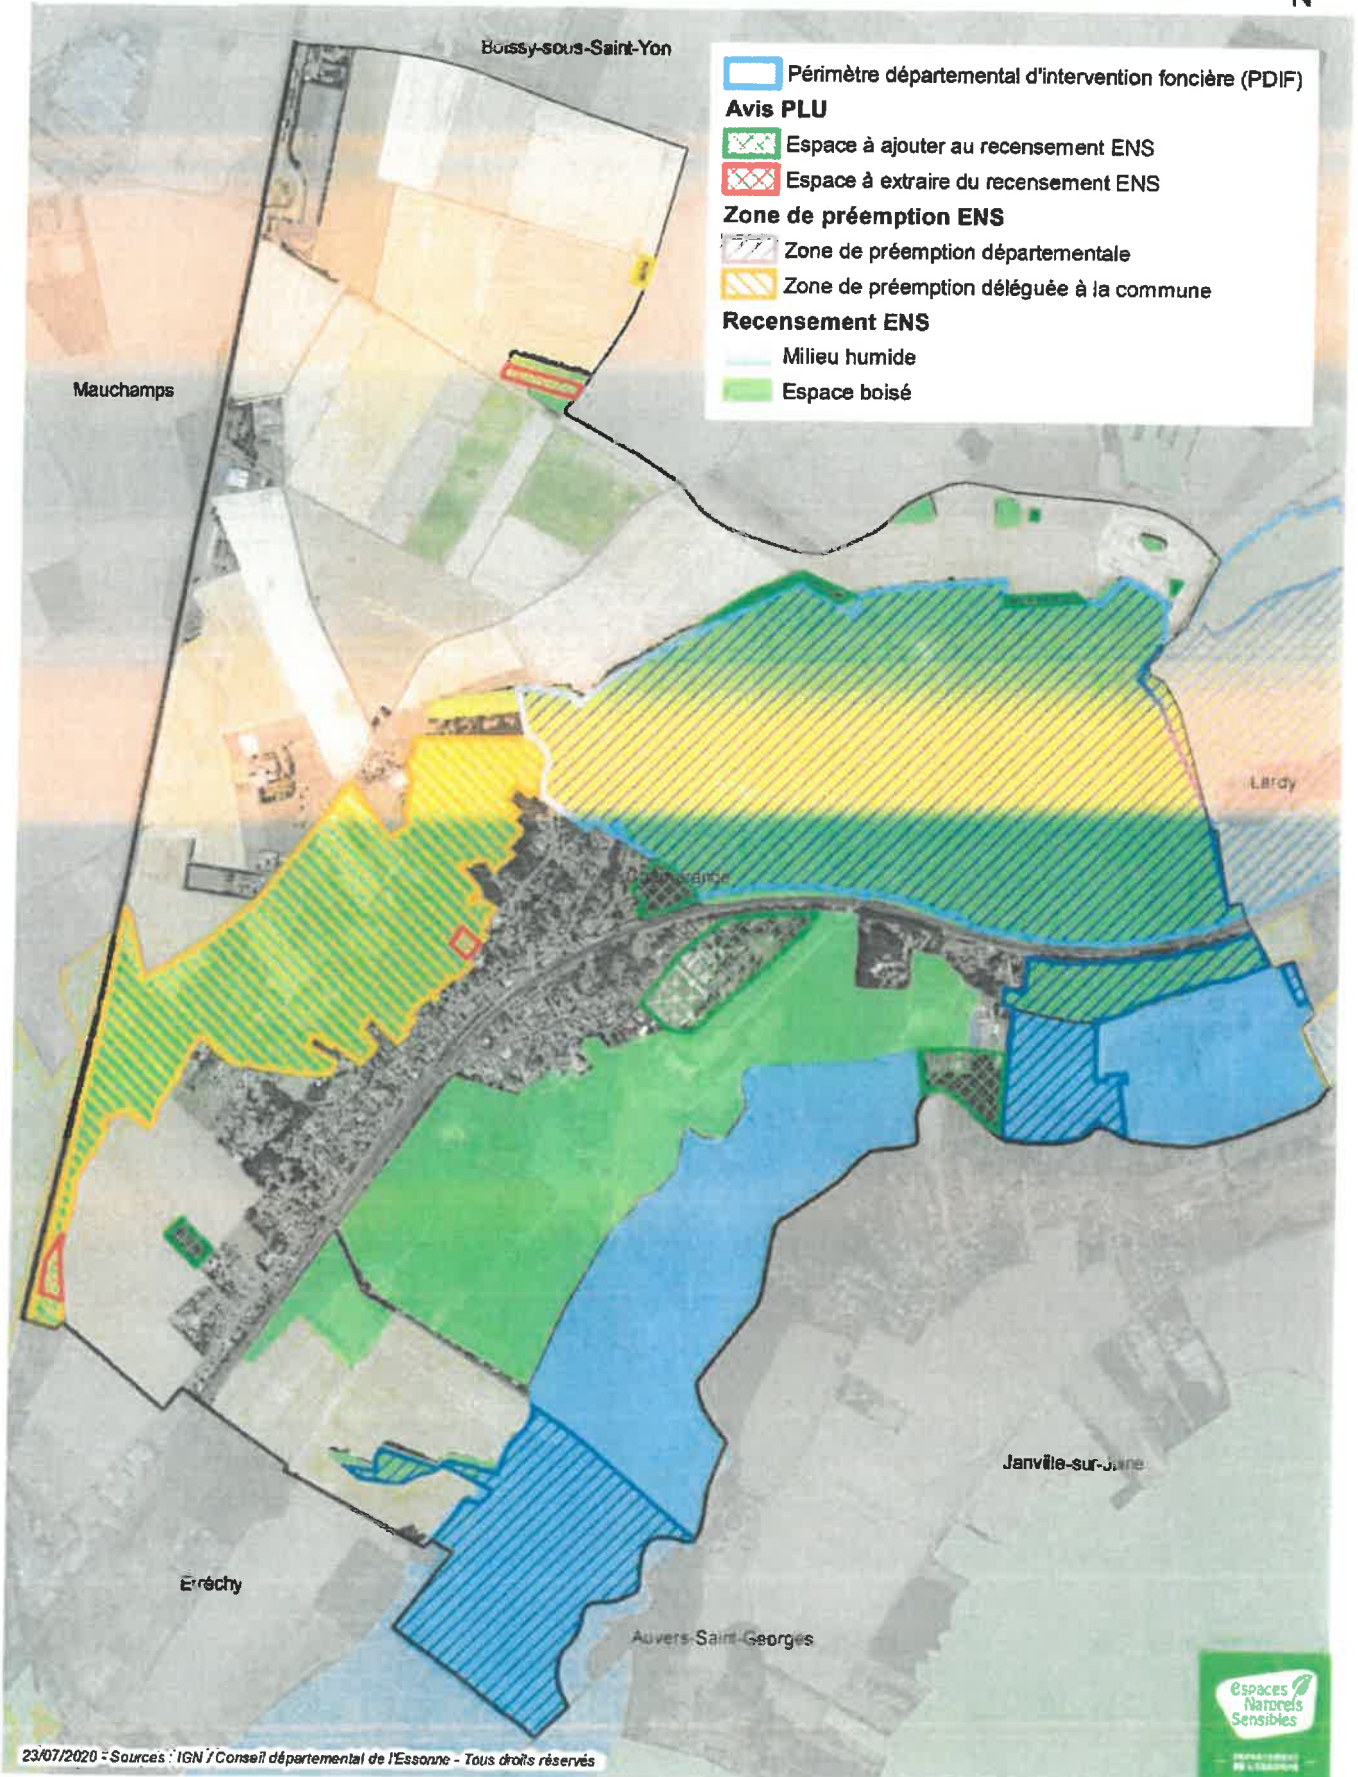 N
Boissy-sous-Saint-Yon
Périmètre départemental d'intervention foncière (PDIF)
Avis PLU
Espace à ajouter au recensement ENS
Espace à extraire du recensement ENS
Zone de préemption ENS
Zone de préemption départementale
Zone de préemption déléguée à la commune
Recensement ENS
Milieu humide
Espace boisé
Mauchamps
Lardy
Chamarande
Janville-sur-Juine
Etréchy
Auvers-Saint-Georges
espaces
Naturels
Sensibles
23/07/2020 - Sources : IGN / Conseil départemental de l'Essonne - Tous droits réservés